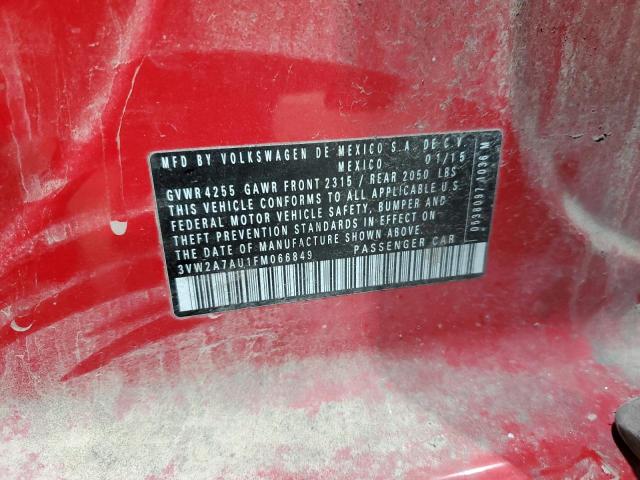 MFD BY VOLKSWAGEN DE MEXICO S.A. DE C.V.
MEXICO 01/15
GVWR 4255 GAWR FRONT 2315 / REAR 2050 LBS
THIS VEHICLE CONFORMS TO ALL APPLICABLE U.S.
FEDERAL MOTOR VEHICLE SAFETY, BUMPER AND
THEFT PREVENTION STANDARDS IN EFFECT ON
THE DATE OF MANUFACTURE SHOWN ABOVE.
3VW2A7AU1FM066849 PASSENGER CAR